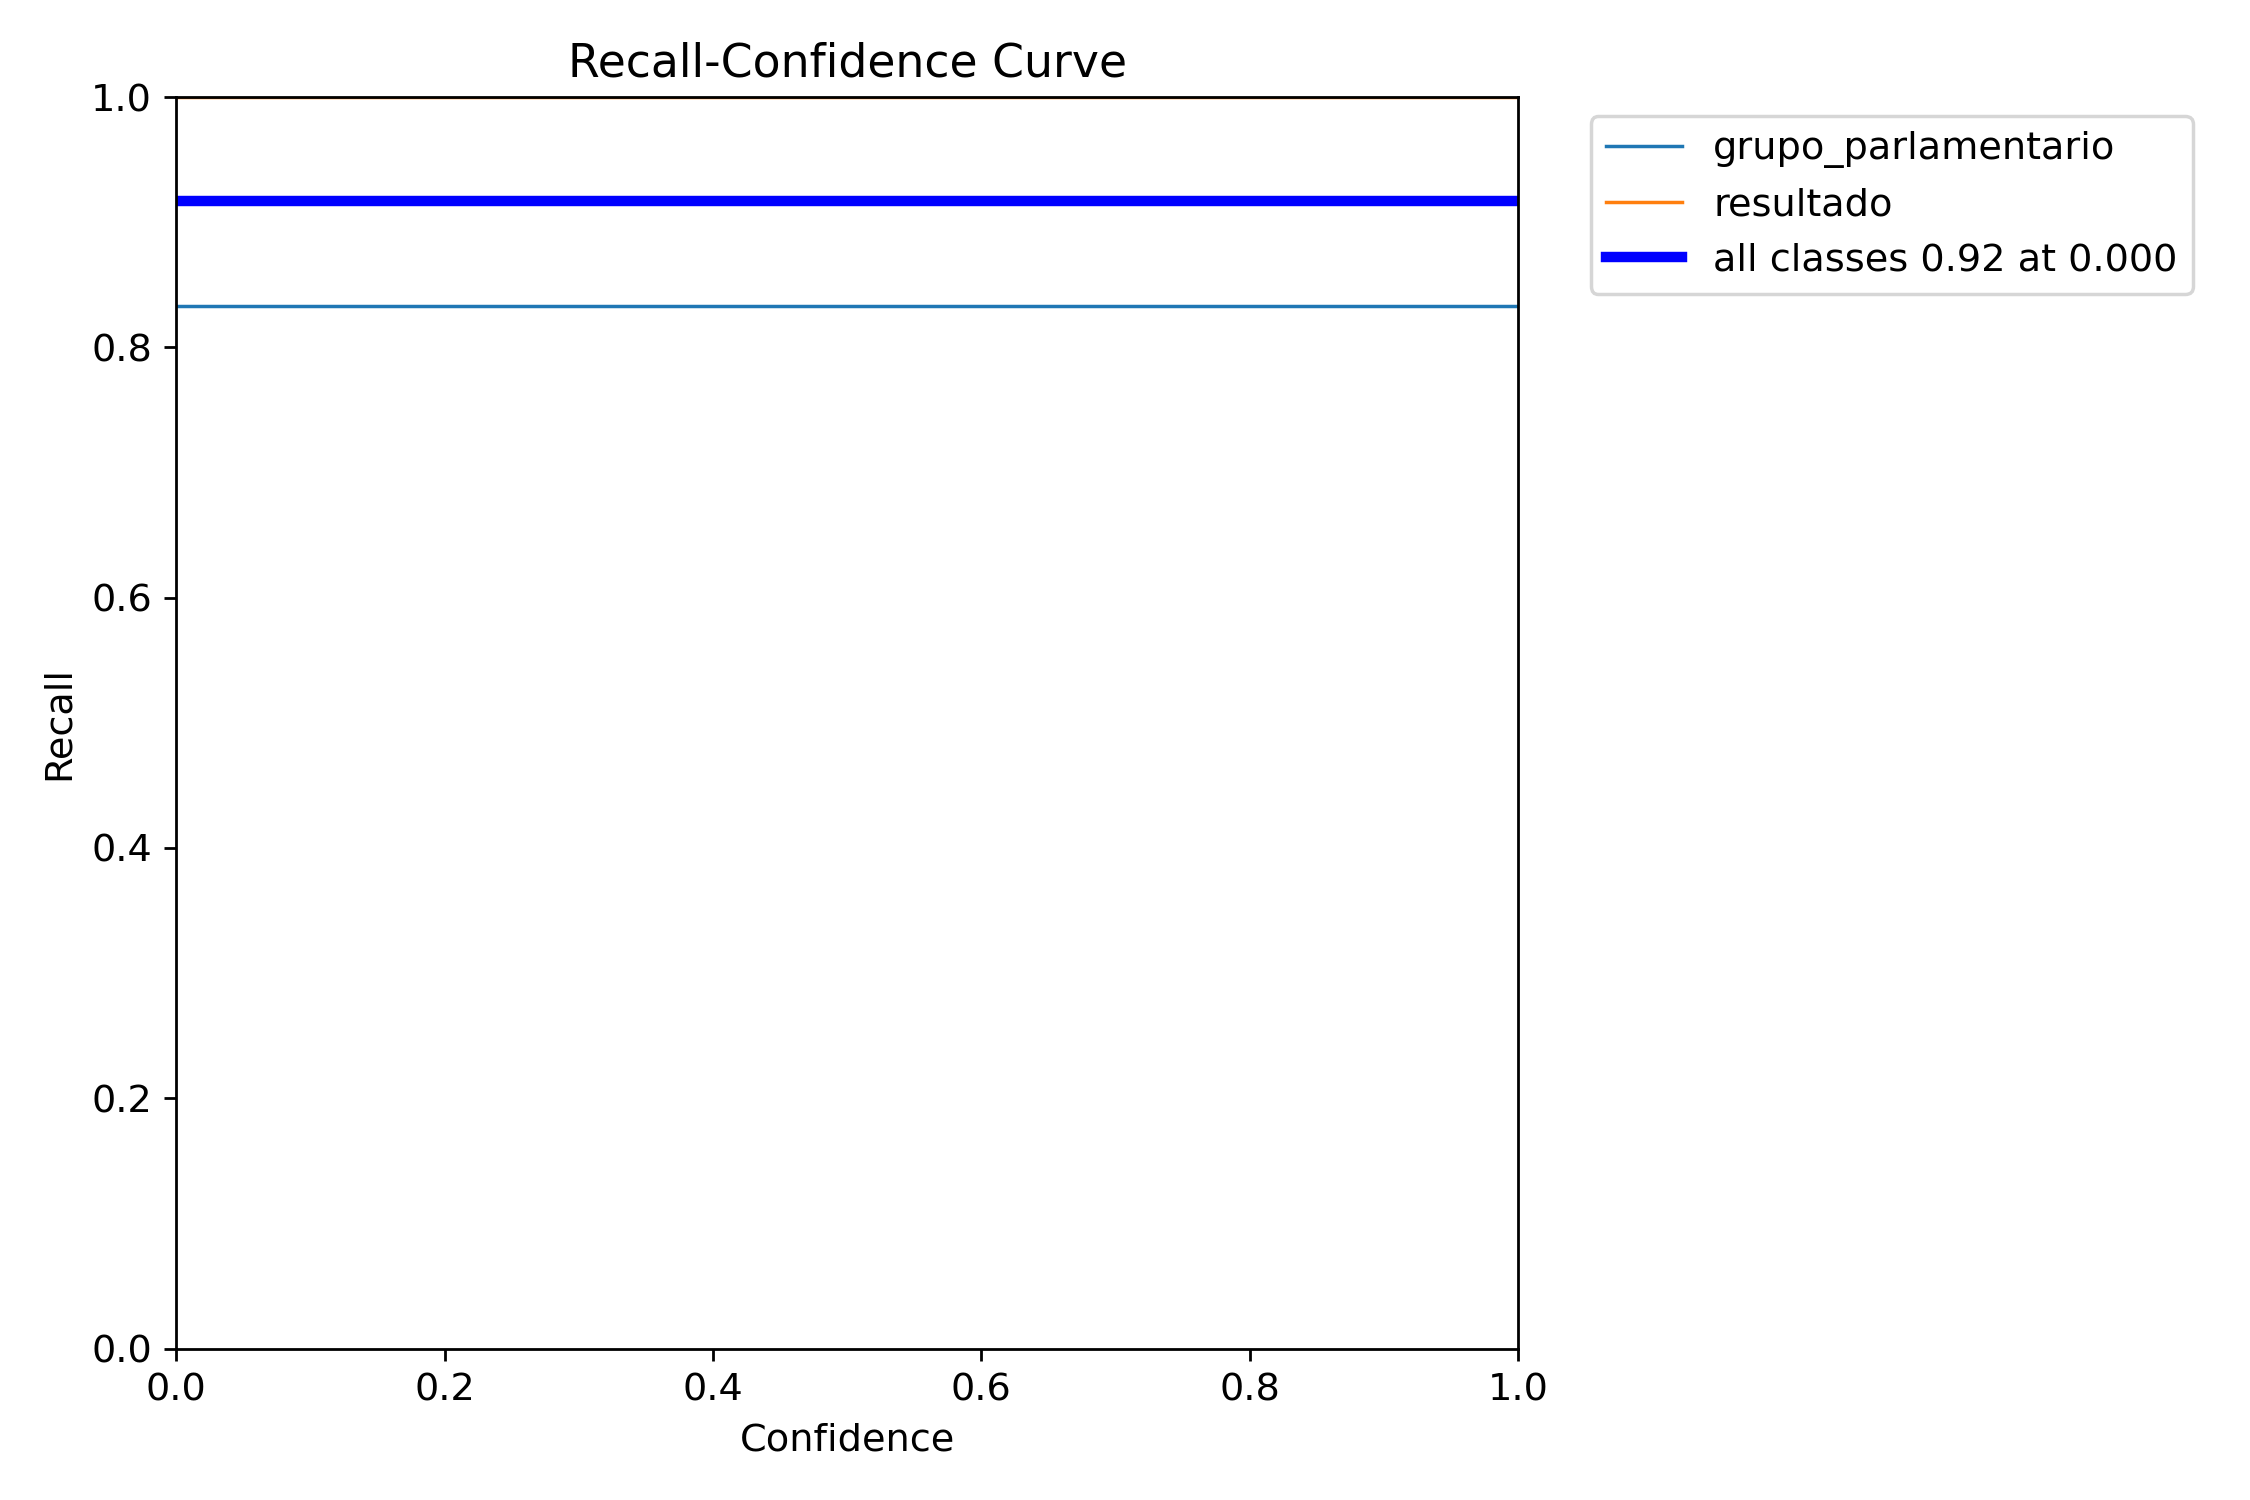 Recall-Confidence Curve
1.0
0.8
0.6
0.4
0.2
0.0
Recall
0.0 0.2 0.4 0.6 0.8 1.0
Confidence
grupo_parlamentario
resultado
all classes 0.92 at 0.000